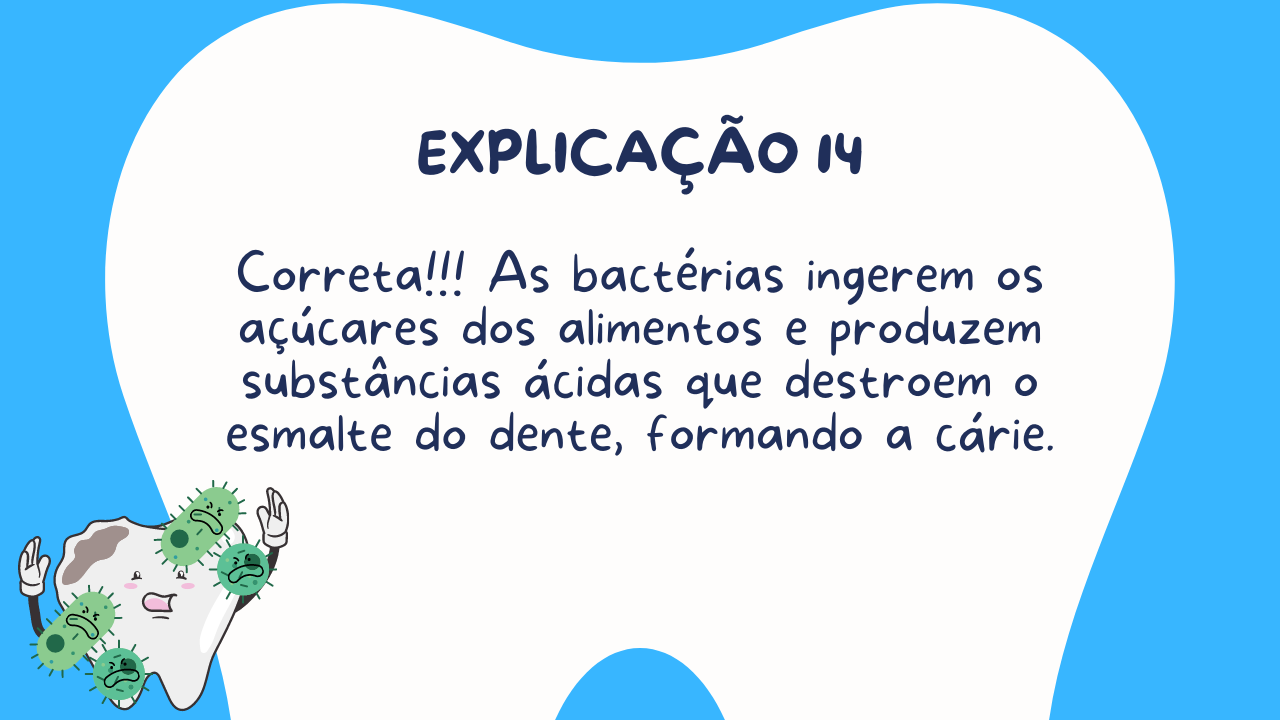 EXPLICAÇÃO 14
Correta!!! As bactérias ingerem os
açúcares dos alimentos e produzem
substâncias ácidas que destroem o
esmalte do dente, formando a cárie.